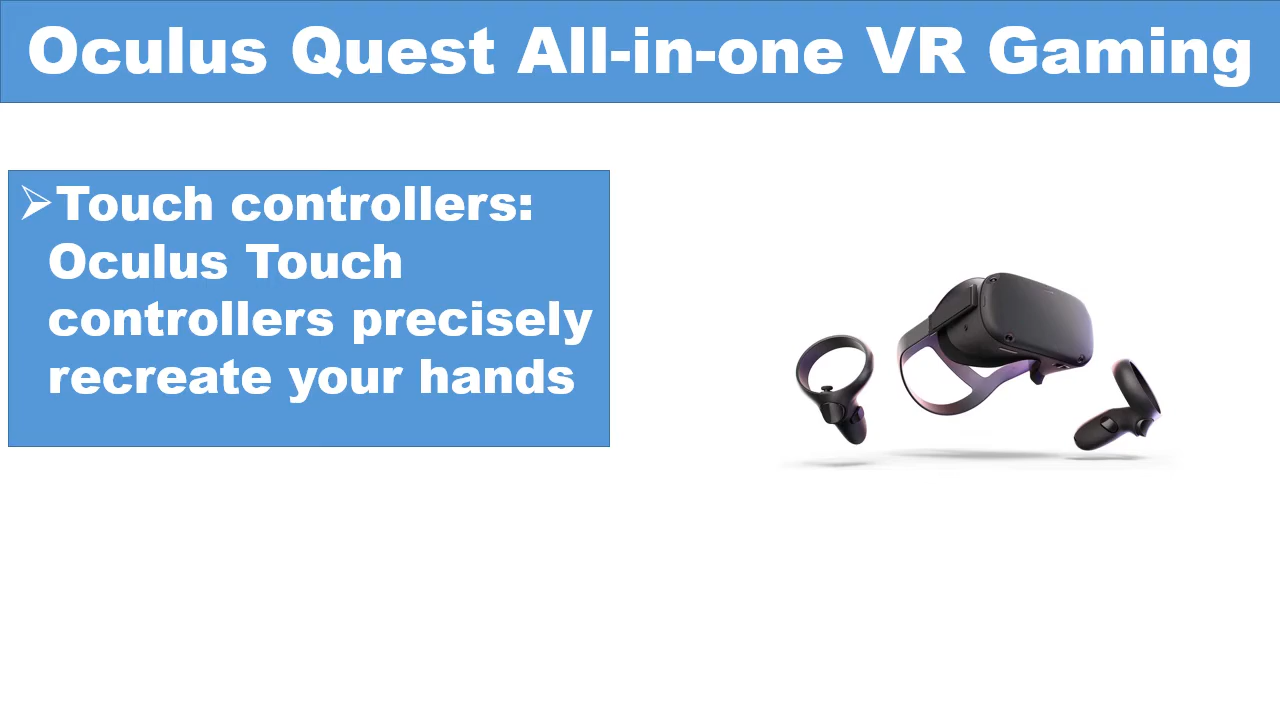 Oculus Quest All-in-one VR Gaming
➢Touch controllers:
Oculus Touch
controllers precisely
recreate your hands